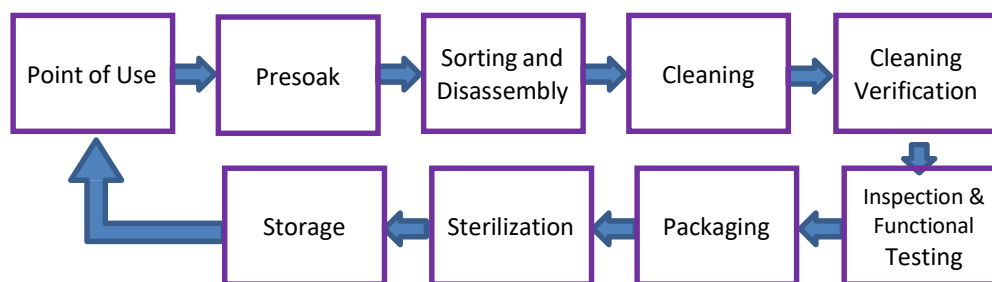 Point of Use
Presoak
Sorting and
Disassembly
Cleaning
Cleaning
Verification
Inspection &
Functional
Testing
Packaging
Sterilization
Storage